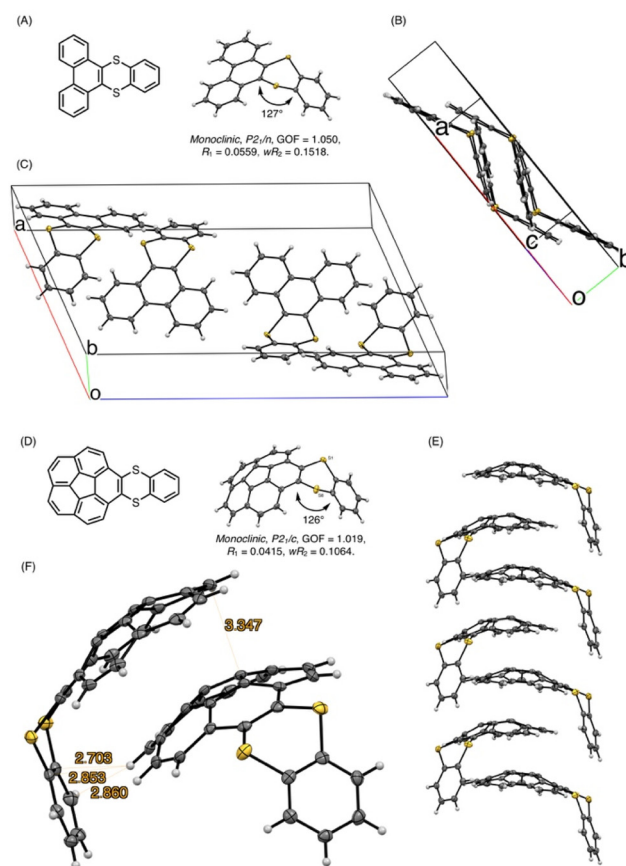 (A)
S
S
127°
Monoclinic, P2₁/n, GOF = 1.050,
R₁ = 0.0559, wR₂ = 0.1518.
(B)
a
c
b
o
(C)
a
b
o
(D)
S
S
S1
126°
Monoclinic, P2₁/c, GOF = 1.019,
R₁ = 0.0415, wR₂ = 0.1064.
(E)
(F)
3.347
2.703
2.853
2.860